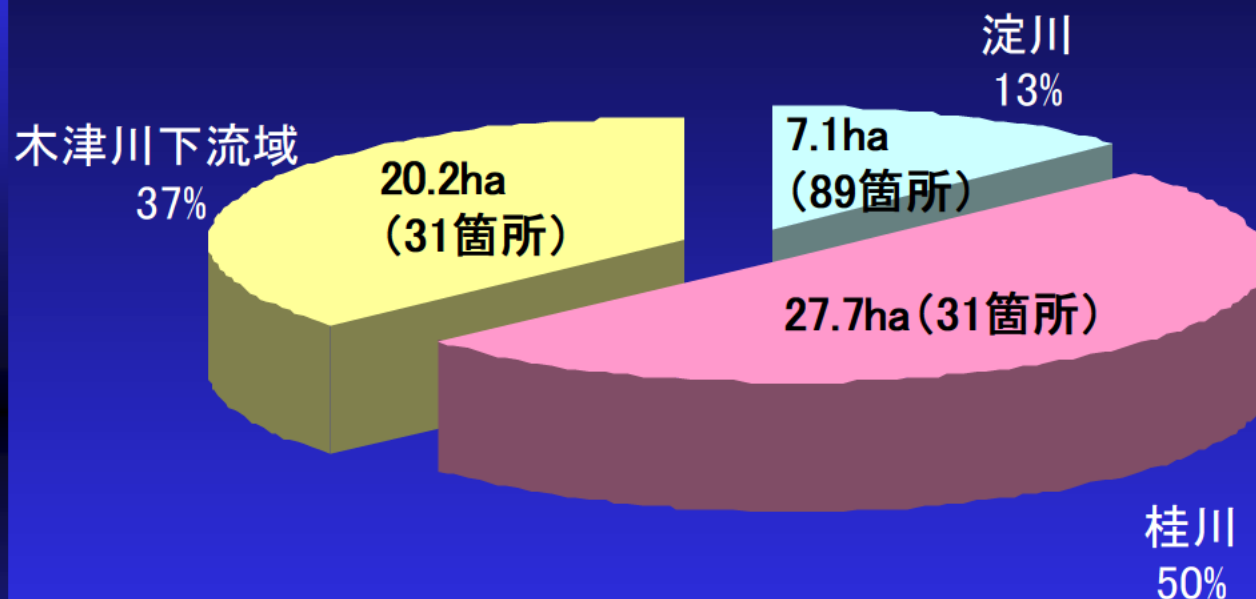 淀川
13%
木津川下流域
37%
7.1ha
(89箇所)
20.2ha
(31箇所)
27.7ha(31箇所)
桂川
50%